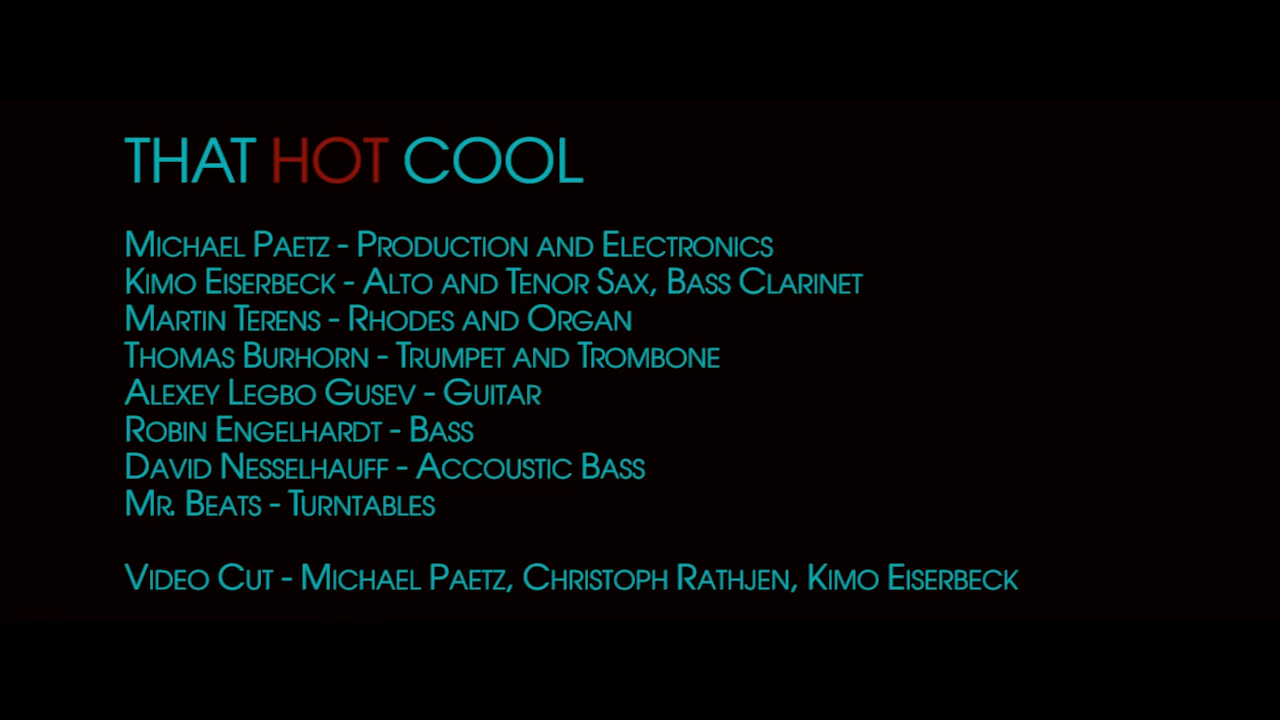 THAT HOT COOL
MICHAEL PAETZ - PRODUCTION AND ELECTRONICS
KIMO EISERBECK - ALTO AND TENOR SAX, BASS CLARINET
MARTIN TERENS - RHODES AND ORGAN
THOMAS BURHORN - TRUMPET AND TROMBONE
ALEXEY LEGBO GUSEV - GUITAR
ROBIN ENGELHARDT - BASS
DAVID NESSELHAUFF - ACCOUSTIC BASS
MR. BEATS - TURNTABLES
VIDEO CUT - MICHAEL PAETZ, CHRISTOPH RATHJEN, KIMO EISERBECK